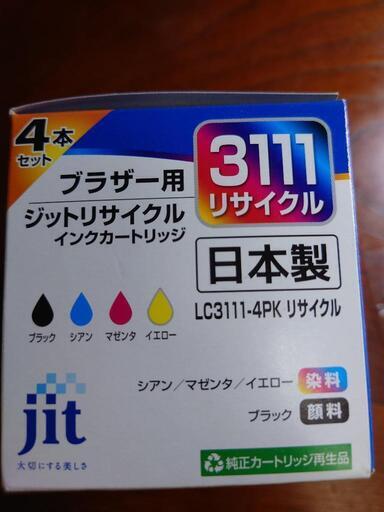 4本
セット
ブラザー用
ジットリサイクル
インクカートリッジ
3111
リサイクル
日本製
LC3111-4PK リサイクル
ブラック シアン マゼンタ イエロー
シアン/マゼンタ/イエロー 染料
ブラック 顔料
jit
大切にする美しさ
純正カートリッジ再生品